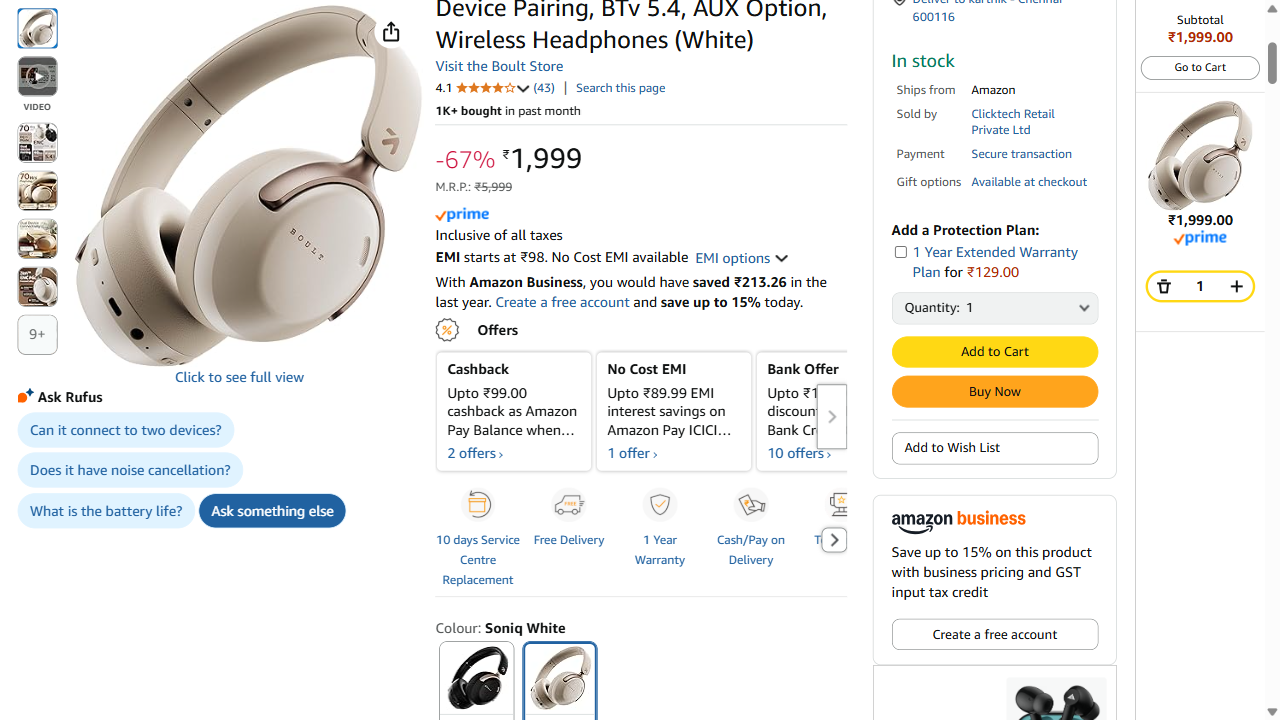 VIDEO
9+
BOULT
Click to see full view
Ask Rufus
Can it connect to two devices?
Does it have noise cancellation?
What is the battery life?
Ask something else
Device Pairing, BTv 5.4, AUX Option,
Wireless Headphones (White)
Visit the Boult Store
4.1 (43) | Search this page
1K+ bought in past month
-67% ₹1,999
M.R.P.: ₹5,999
prime
Inclusive of all taxes
EMI starts at ₹98. No Cost EMI available EMI options
With Amazon Business, you would have saved ₹213.26 in the
last year. Create a free account and save up to 15% today.
Offers
Cashback
Upto ₹99.00
cashback as Amazon
Pay Balance when…
2 offers ›
No Cost EMI
Upto ₹89.99 EMI
interest savings on
Amazon Pay ICICI…
1 offer ›
Bank Offer
Upto ₹1
discoun
Bank Cr
10 offers ›
10 days Service
Centre
Replacement
Free Delivery
1 Year
Warranty
Cash/Pay on
Delivery
Colour: Soniq White
600116
In stock
Ships from Amazon
Sold by Clicktech Retail
Private Ltd
Payment Secure transaction
Gift options Available at checkout
Add a Protection Plan:
1 Year Extended Warranty
Plan for ₹129.00
Quantity: 1
Add to Cart
Buy Now
Add to Wish List
amazon business
Save up to 15% on this product
with business pricing and GST
input tax credit
Create a free account
Subtotal
₹1,999.00
Go to Cart
₹1,999.00
prime
1